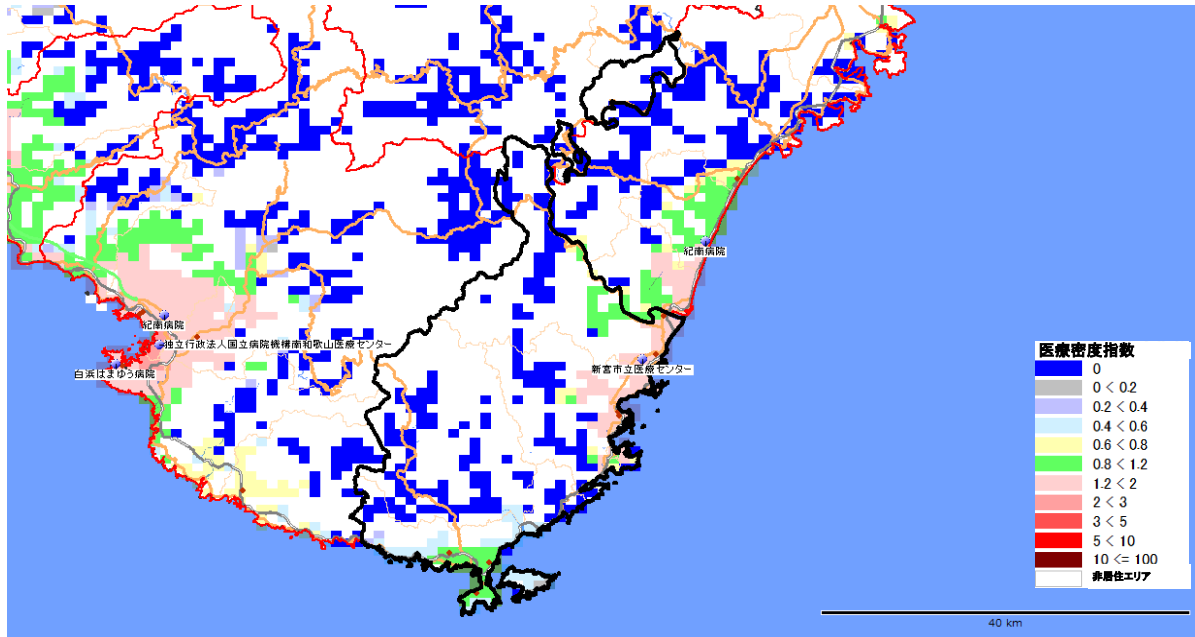 紀南病院
紀南病院
独立行政法人国立病院機構南和歌山医療センター
白浜はまゆう病院
新宮市立医療センター
医療密度指数
0
0 < 0.2
0.2 < 0.4
0.4 < 0.6
0.6 < 0.8
0.8 < 1.2
1.2 < 2
2 < 3
3 < 5
5 < 10
10 <= 100
非居住エリア
40 km